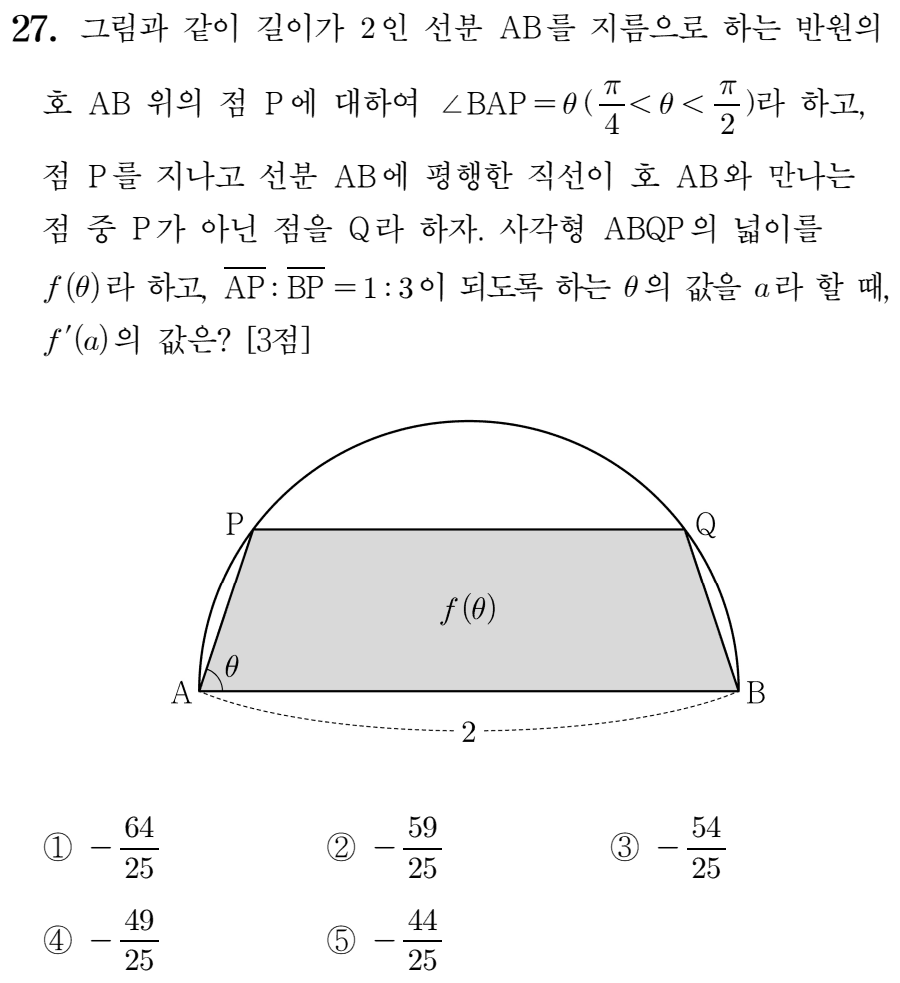 27. 그림과 같이 길이가 2인 선분 AB를 지름으로 하는 반원의
호 AB 위의 점 P에 대하여 ∠BAP = θ (π/4 < θ < π/2)라 하고,
점 P를 지나고 선분 AB에 평행한 직선이 호 AB와 만나는
점 중 P가 아닌 점을 Q라 하자. 사각형 ABQP의 넓이를
f(θ)라 하고, A̅P̅ : B̅P̅ = 1 : 3이 되도록 하는 θ의 값을 a라 할 때,
f′(a)의 값은? [3점]
P
Q
f(θ)
θ
A
B
2
① −64/25 ② −59/25 ③ −54/25
④ −49/25 ⑤ −44/25